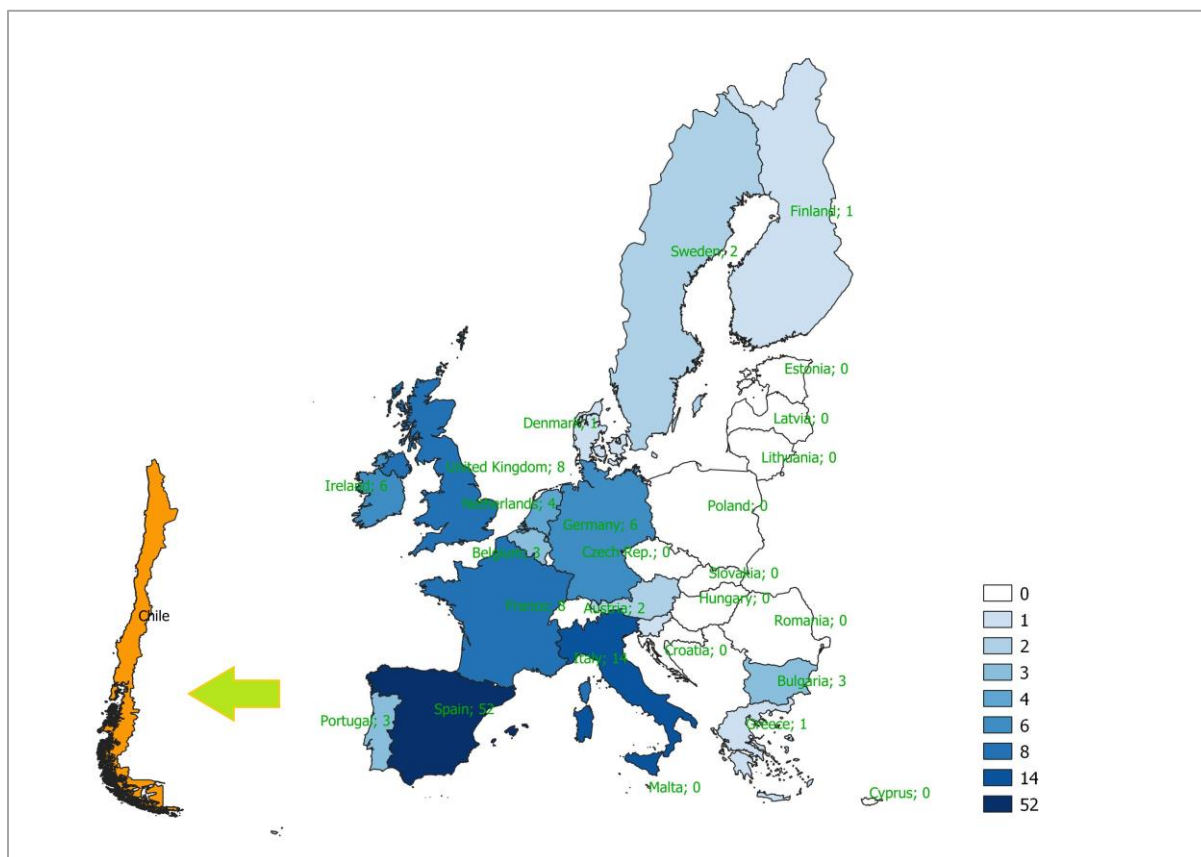 Finland; 1
Sweden; 2
Estonia; 0
Latvia; 0
Denmark; 1
Lithuania; 0
United Kingdom; 8
Ireland; 6
Netherlands; 4
Poland; 0
Germany; 6
Belgium; 3
Czech Rep.; 0
Slovakia; 0
Hungary; 0
France; 8
Austria; 2
Chile
Romania; 0
Croatia; 0
Italy; 14
Bulgaria; 3
Spain; 52
Portugal; 3
Greece; 1
Malta; 0
Cyprus; 0
0
1
2
3
4
6
8
14
52